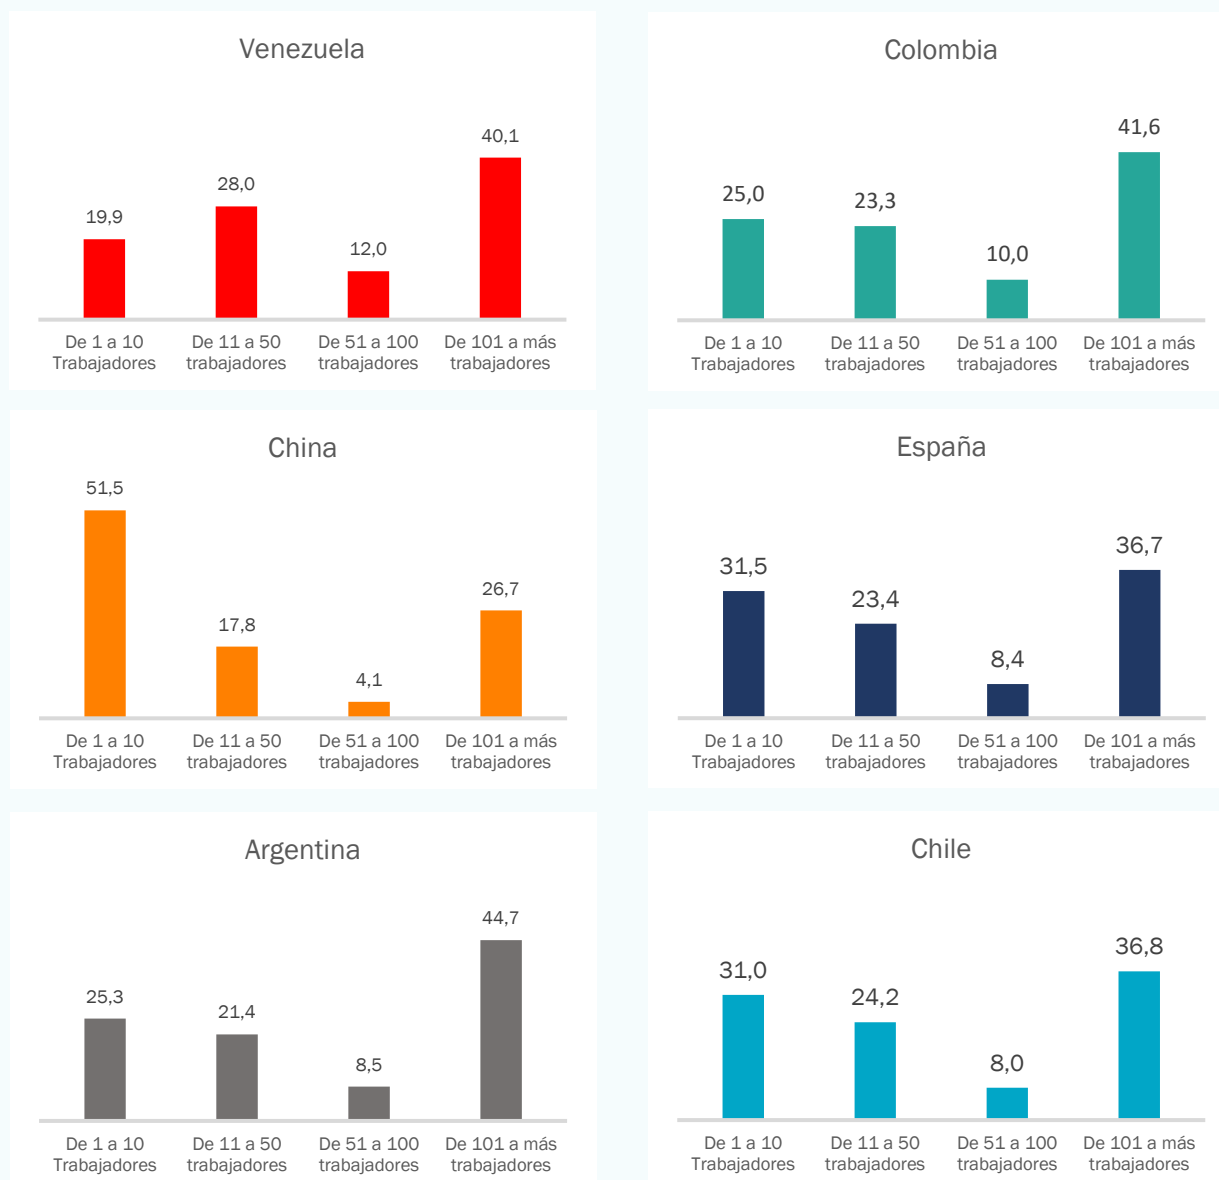 Venezuela
40,1
28,0
19,9
12,0
De 1 a 10 De 11 a 50 De 51 a 100 De 101 a más
Trabajadores trabajadores trabajadores trabajadores
Colombia
41,6
25,0
23,3
10,0
De 1 a 10 De 11 a 50 De 51 a 100 De 101 a más
Trabajadores trabajadores trabajadores trabajadores
China
51,5
26,7
17,8
4,1
De 1 a 10 De 11 a 50 De 51 a 100 De 101 a más
Trabajadores trabajadores trabajadores trabajadores
España
36,7
31,5
23,4
8,4
De 1 a 10 De 11 a 50 De 51 a 100 De 101 a más
Trabajadores trabajadores trabajadores trabajadores
Argentina
44,7
25,3
21,4
8,5
De 1 a 10 De 11 a 50 De 51 a 100 De 101 a más
Trabajadores trabajadores trabajadores trabajadores
Chile
36,8
31,0
24,2
8,0
De 1 a 10 De 11 a 50 De 51 a 100 De 101 a más
Trabajadores trabajadores trabajadores trabajadores